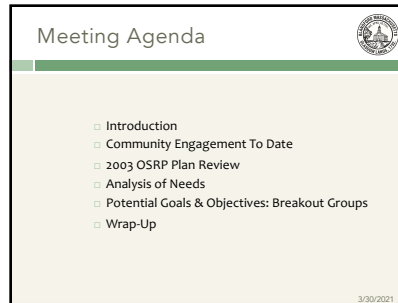 Meeting Agenda
Introduction
Community Engagement To Date
2003 OSRP Plan Review
Analysis of Needs
Potential Goals & Objectives: Breakout Groups
Wrap-Up
3/30/2021